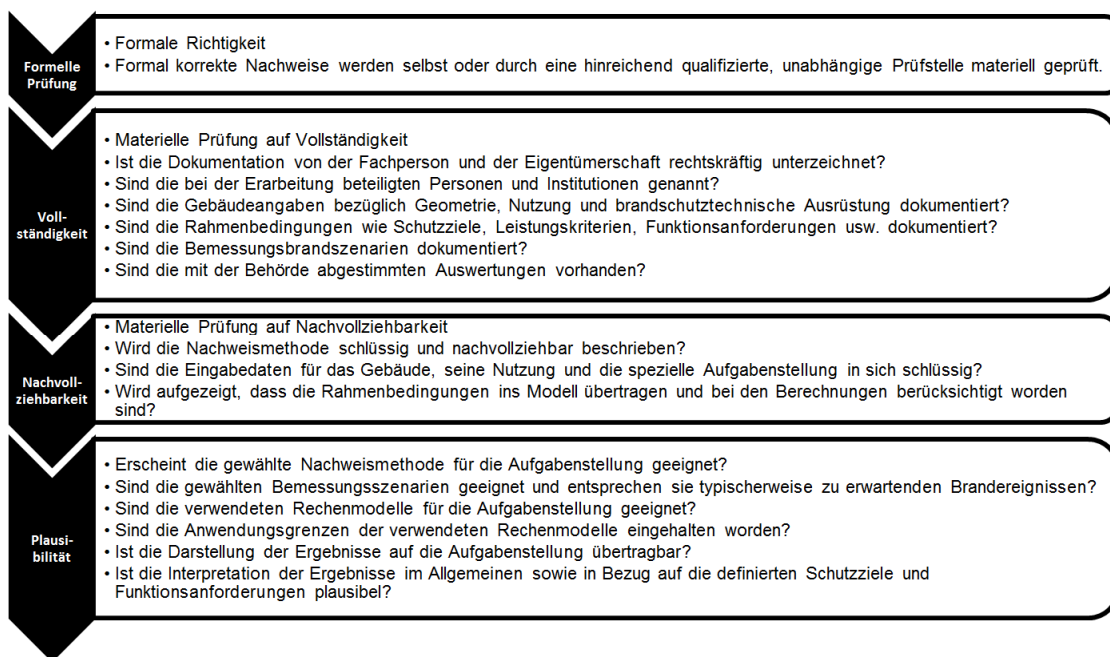 Formelle
Prüfung
• Formale Richtigkeit
• Formal korrekte Nachweise werden selbst oder durch eine hinreichend qualifizierte, unabhängige Prüfstelle materiell geprüft.
Voll-
ständigkeit
• Materielle Prüfung auf Vollständigkeit
• Ist die Dokumentation von der Fachperson und der Eigentümerschaft rechtskräftig unterzeichnet?
• Sind die bei der Erarbeitung beteiligten Personen und Institutionen genannt?
• Sind die Gebäudeangaben bezüglich Geometrie, Nutzung und brandschutztechnische Ausrüstung dokumentiert?
• Sind die Rahmenbedingungen wie Schutzziele, Leistungskriterien, Funktionsanforderungen usw. dokumentiert?
• Sind die Bemessungsbrandszenarien dokumentiert?
• Sind die mit der Behörde abgestimmten Auswertungen vorhanden?
Nachvoll-
ziehbarkeit
• Materielle Prüfung auf Nachvollziehbarkeit
• Wird die Nachweismethode schlüssig und nachvollziehbar beschrieben?
• Sind die Eingabedaten für das Gebäude, seine Nutzung und die spezielle Aufgabenstellung in sich schlüssig?
• Wird aufgezeigt, dass die Rahmenbedingungen ins Modell übertragen und bei den Berechnungen berücksichtigt worden
sind?
Plausi-
bilität
• Erscheint die gewählte Nachweismethode für die Aufgabenstellung geeignet?
• Sind die gewählten Bemessungsszenarien geeignet und entsprechen sie typischerweise zu erwartenden Brandereignissen?
• Sind die verwendeten Rechenmodelle für die Aufgabenstellung geeignet?
• Sind die Anwendungsgrenzen der verwendeten Rechenmodelle eingehalten worden?
• Ist die Darstellung der Ergebnisse auf die Aufgabenstellung übertragbar?
• Ist die Interpretation der Ergebnisse im Allgemeinen sowie in Bezug auf die definierten Schutzziele und
Funktionsanforderungen plausibel?